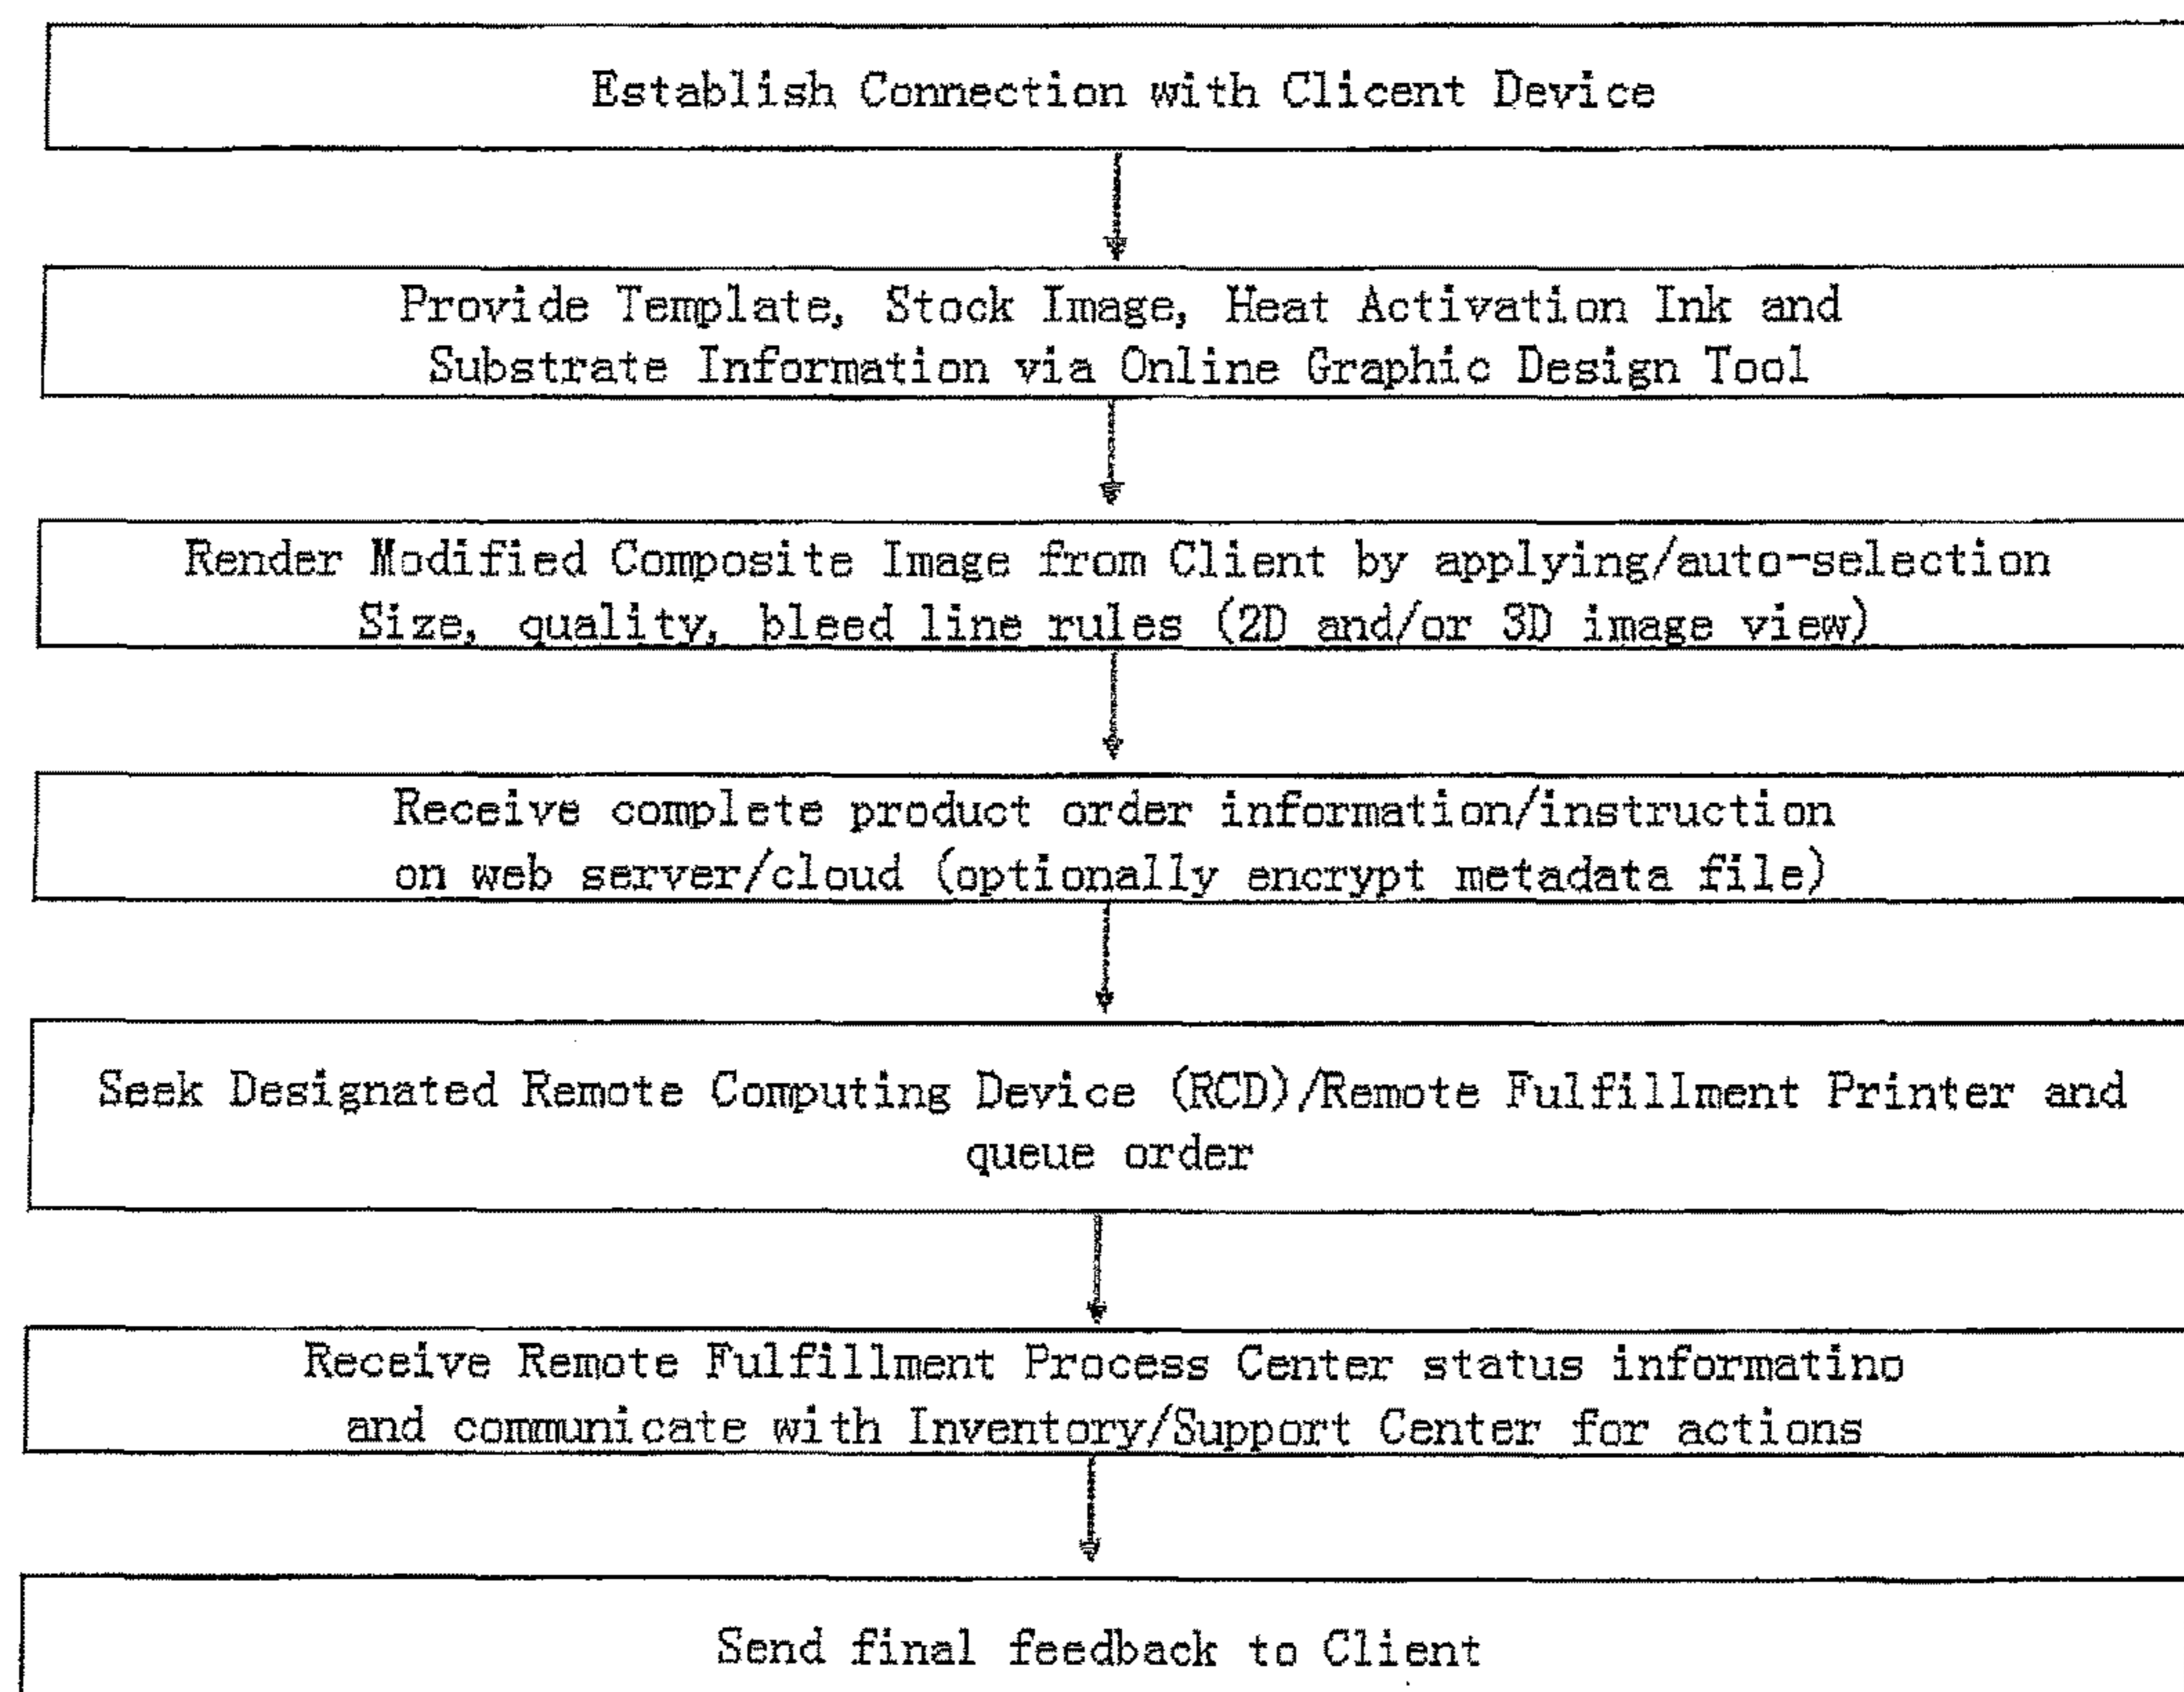 Establish Connection with Clicent Device
Provide Template, Stock Image, Heat Activation Ink and
Substrate Information via Online Graphic Design Tool
Render Modified Composite Image from Client by applying/auto-selection
Size, quality, bleed line rules (2D and/or 3D image view)
Receive complete product order information/instruction
on web server/cloud (optionally encrypt metadata file)
Seek Designated Remote Computing Device (RCD)/Remote Fulfillment Printer and
queue order
Receive Remote Fulfillment Process Center status informatino
and communicate with Inventory/Support Center for actions
Send final feedback to Client